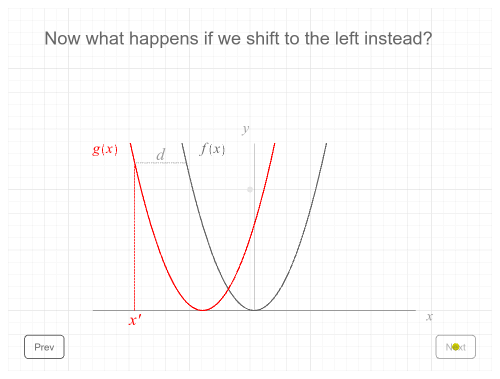 Now what happens if we shift to the left instead?
y
g(x)
d
f(x)
x
x'
Prev
Next